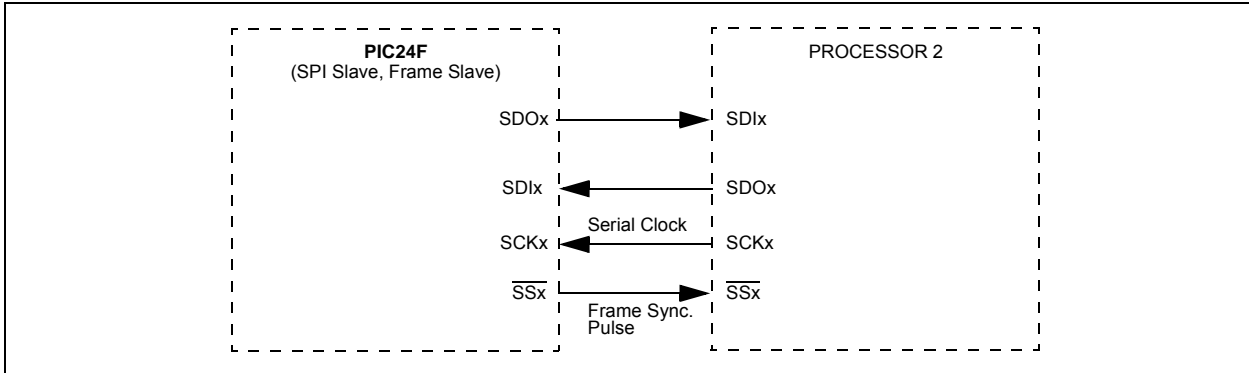 PIC24F
(SPI Slave, Frame Slave)
PROCESSOR 2
SDOx
SDIx
SDIx
SDOx
Serial Clock
SCKx
SCKx
SSx
SSx
Frame Sync.
Pulse